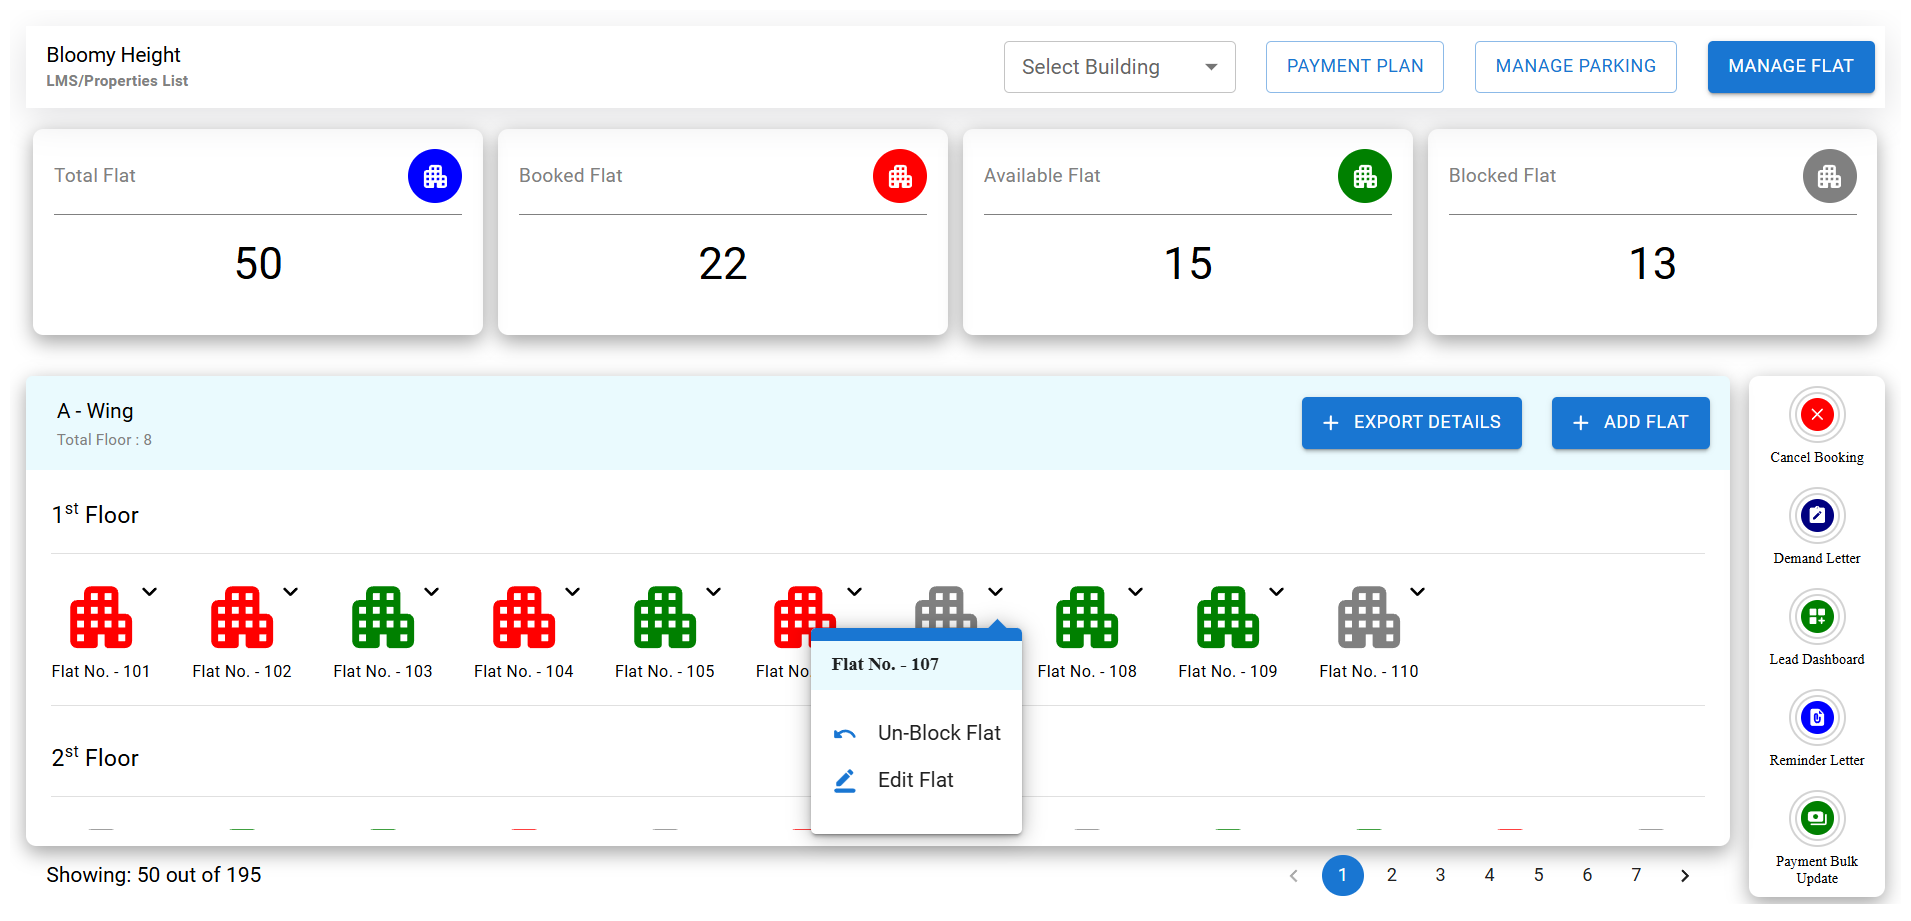 Bloomy Height
LMS/Properties List
Select Building
PAYMENT PLAN
MANAGE PARKING
MANAGE FLAT
Total Flat
50
Booked Flat
22
Available Flat
15
Blocked Flat
13
A - Wing
Total Floor : 8
+ EXPORT DETAILS
+ ADD FLAT
1st Floor
Flat No. - 101
Flat No. - 102
Flat No. - 103
Flat No. - 104
Flat No. - 105
Flat No.
Flat No. - 108
Flat No. - 109
Flat No. - 110
Flat No. - 107
Un-Block Flat
Edit Flat
2st Floor
Showing: 50 out of 195
1 2 3 4 5 6 7
Cancel Booking
Demand Letter
Lead Dashboard
Reminder Letter
Payment Bulk
Update